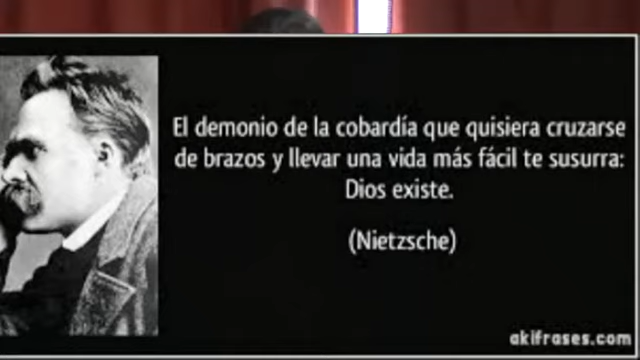 El demonio de la cobardía que quisiera cruzarse
de brazos y llevar una vida más fácil te susurra:
Dios existe.
(Nietzsche)
akifrases.com